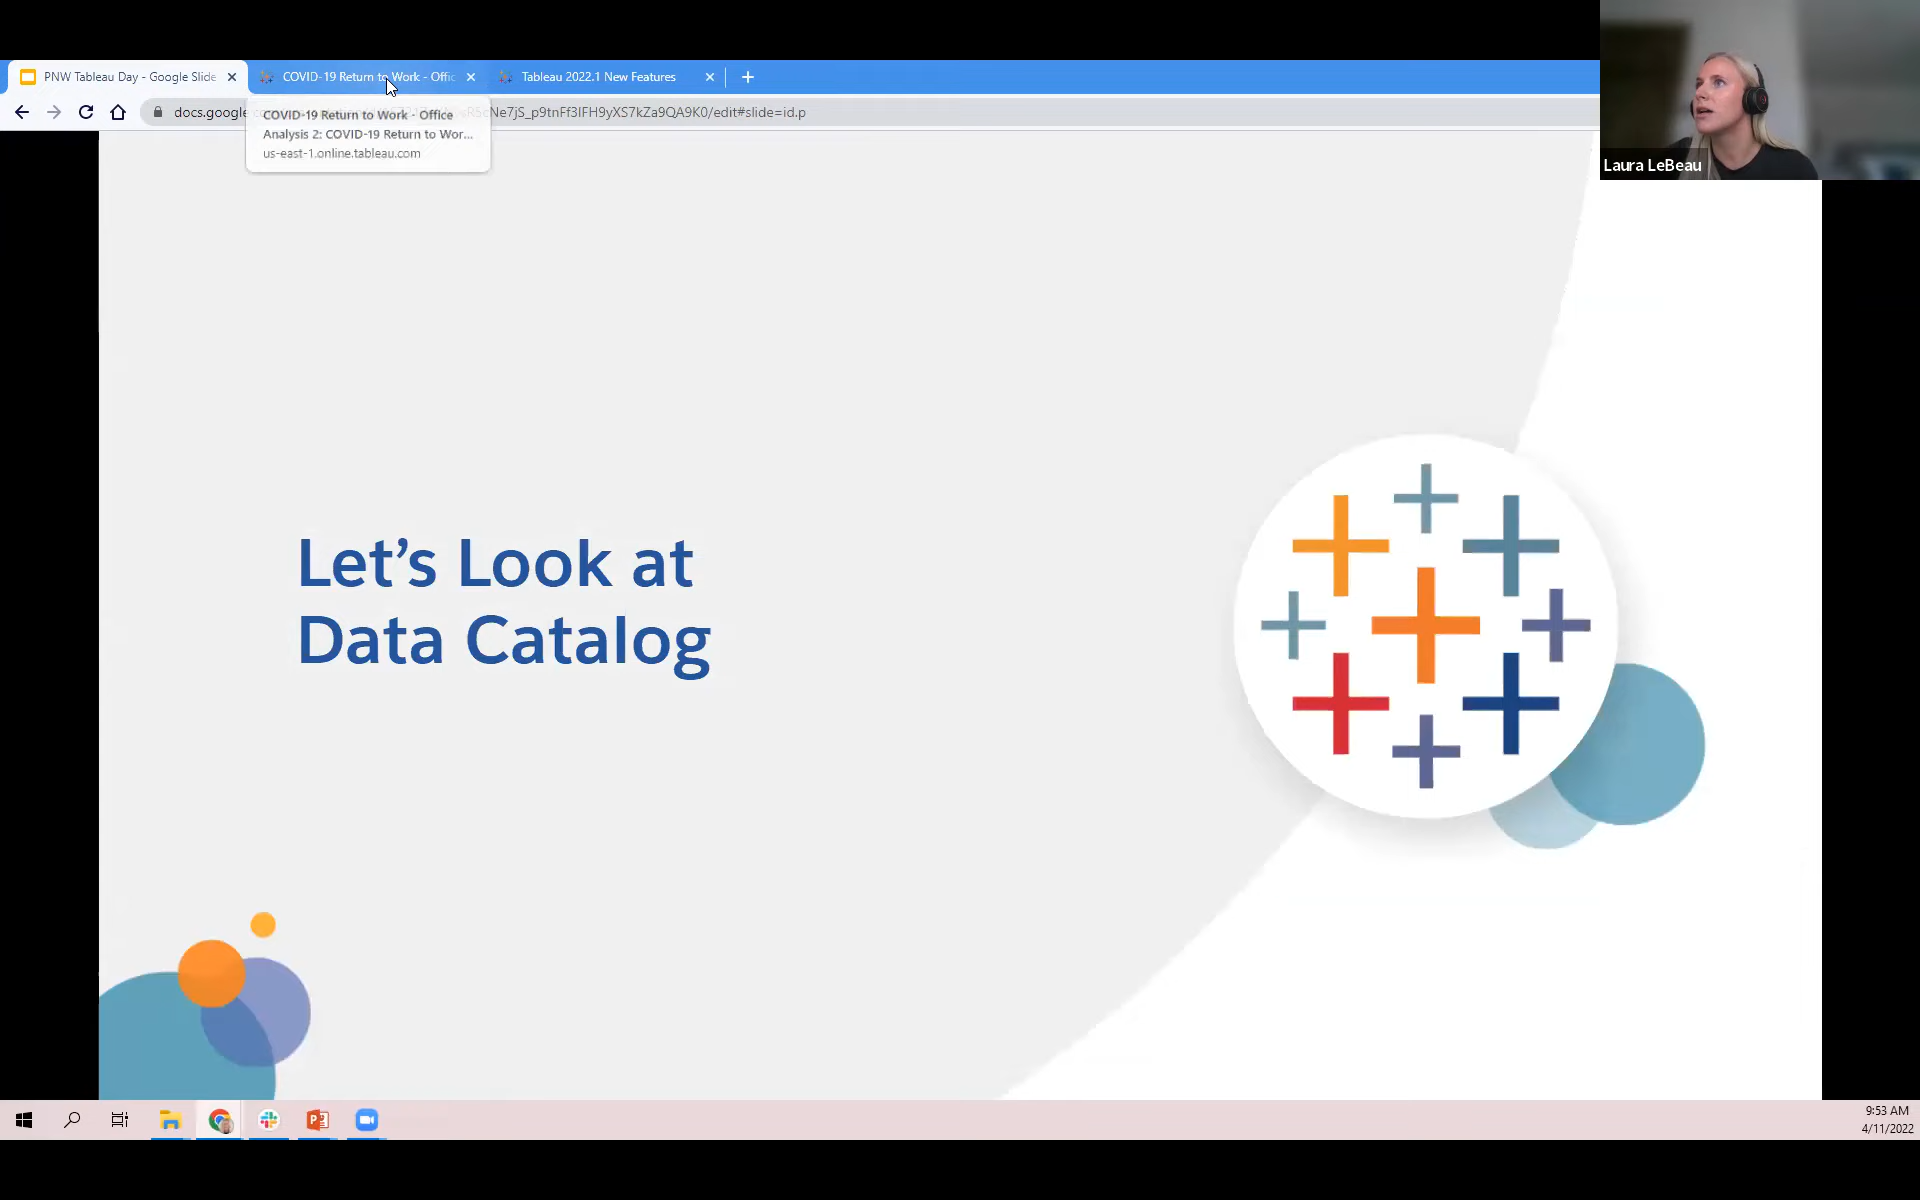 PNW Tableau Day - Google Slide
COVID-19 Return to Work - Offic
Tableau 2022.1 New Features
docs.google
Ne7jS_p9tnFf3IFH9yXS7kZa9QA9K0/edit#slide=id.p
COVID-19 Return to Work - Office
Analysis 2: COVID-19 Return to Wor...
us-east-1.online.tableau.com
Laura LeBeau
Let’s Look at
Data Catalog
9:53 AM
4/11/2022